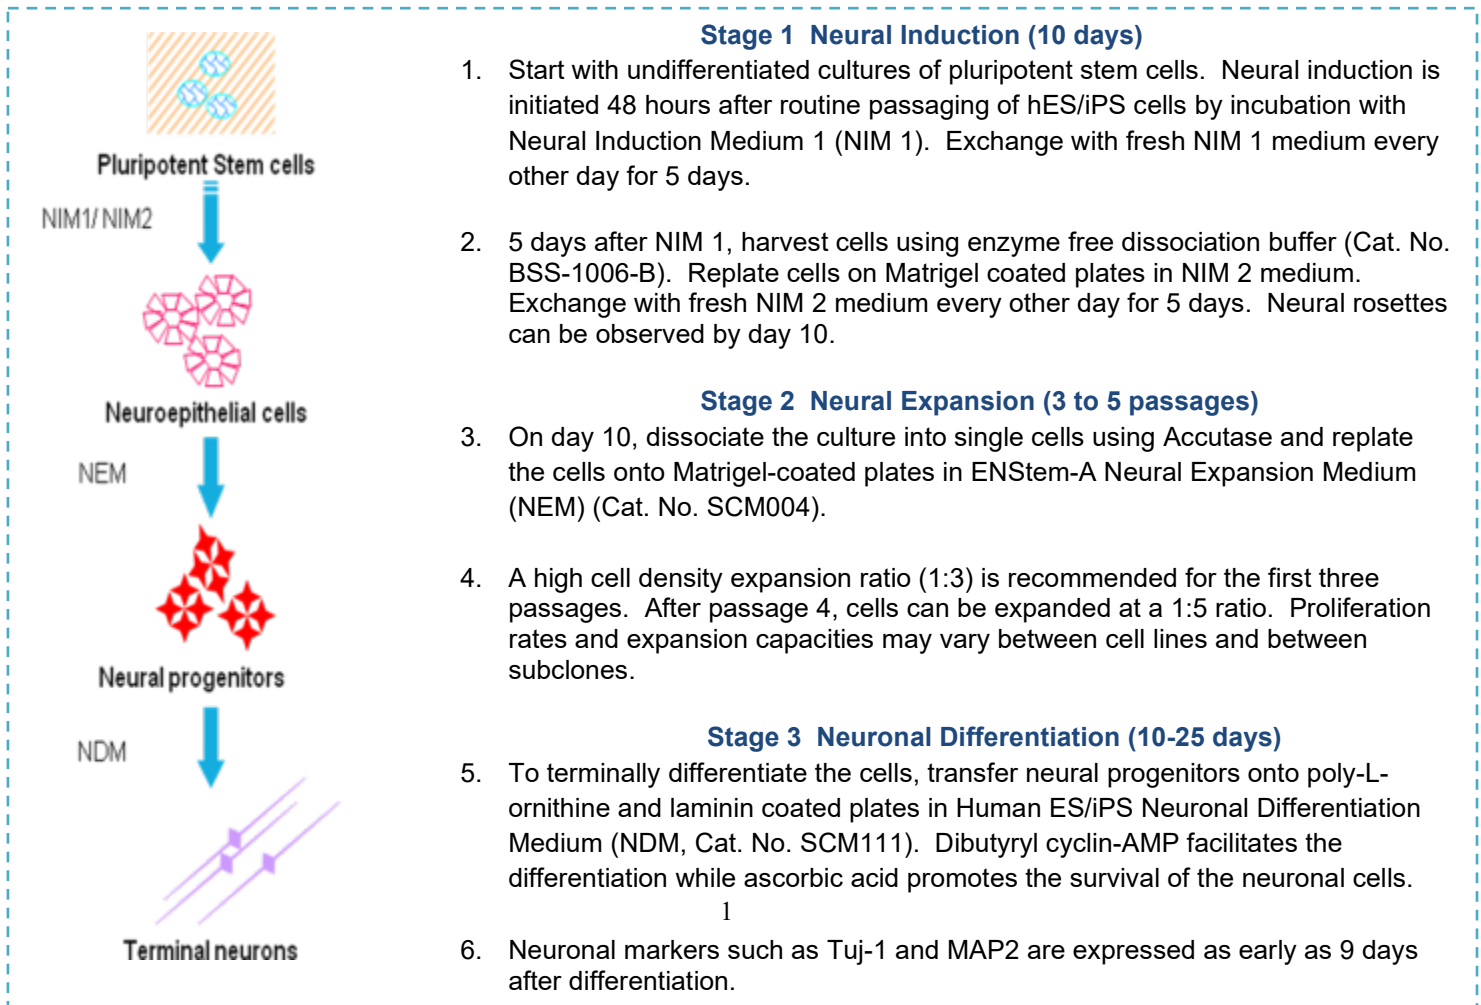 Stage 1  Neural Induction (10 days)
1. Start with undifferentiated cultures of pluripotent stem cells.  Neural induction is
initiated 48 hours after routine passaging of hES/iPS cells by incubation with
Neural Induction Medium 1 (NIM 1).  Exchange with fresh NIM 1 medium every
other day for 5 days.
2. 5 days after NIM 1, harvest cells using enzyme free dissociation buffer (Cat. No.
BSS-1006-B).  Replate cells on Matrigel coated plates in NIM 2 medium.
Exchange with fresh NIM 2 medium every other day for 5 days.  Neural rosettes
can be observed by day 10.
Stage 2  Neural Expansion (3 to 5 passages)
3. On day 10, dissociate the culture into single cells using Accutase and replate
the cells onto Matrigel-coated plates in ENStem-A Neural Expansion Medium
(NEM) (Cat. No. SCM004).
4. A high cell density expansion ratio (1:3) is recommended for the first three
passages.  After passage 4, cells can be expanded at a 1:5 ratio.  Proliferation
rates and expansion capacities may vary between cell lines and between
subclones.
Stage 3  Neuronal Differentiation (10-25 days)
5. To terminally differentiate the cells, transfer neural progenitors onto poly-L-
ornithine and laminin coated plates in Human ES/iPS Neuronal Differentiation
Medium (NDM, Cat. No. SCM111).  Dibutyryl cyclin-AMP facilitates the
differentiation while ascorbic acid promotes the survival of the neuronal cells.
1
6. Neuronal markers such as Tuj-1 and MAP2 are expressed as early as 9 days
after differentiation.
Pluripotent Stem cells
NIM1/ NIM2
Neuroepithelial cells
NEM
Neural progenitors
NDM
Terminal neurons